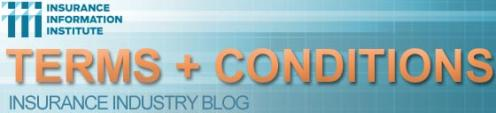 INSURANCE
INFORMATION
INSTITUTE
TERMS + CONDITIONS
INSURANCE INDUSTRY BLOG